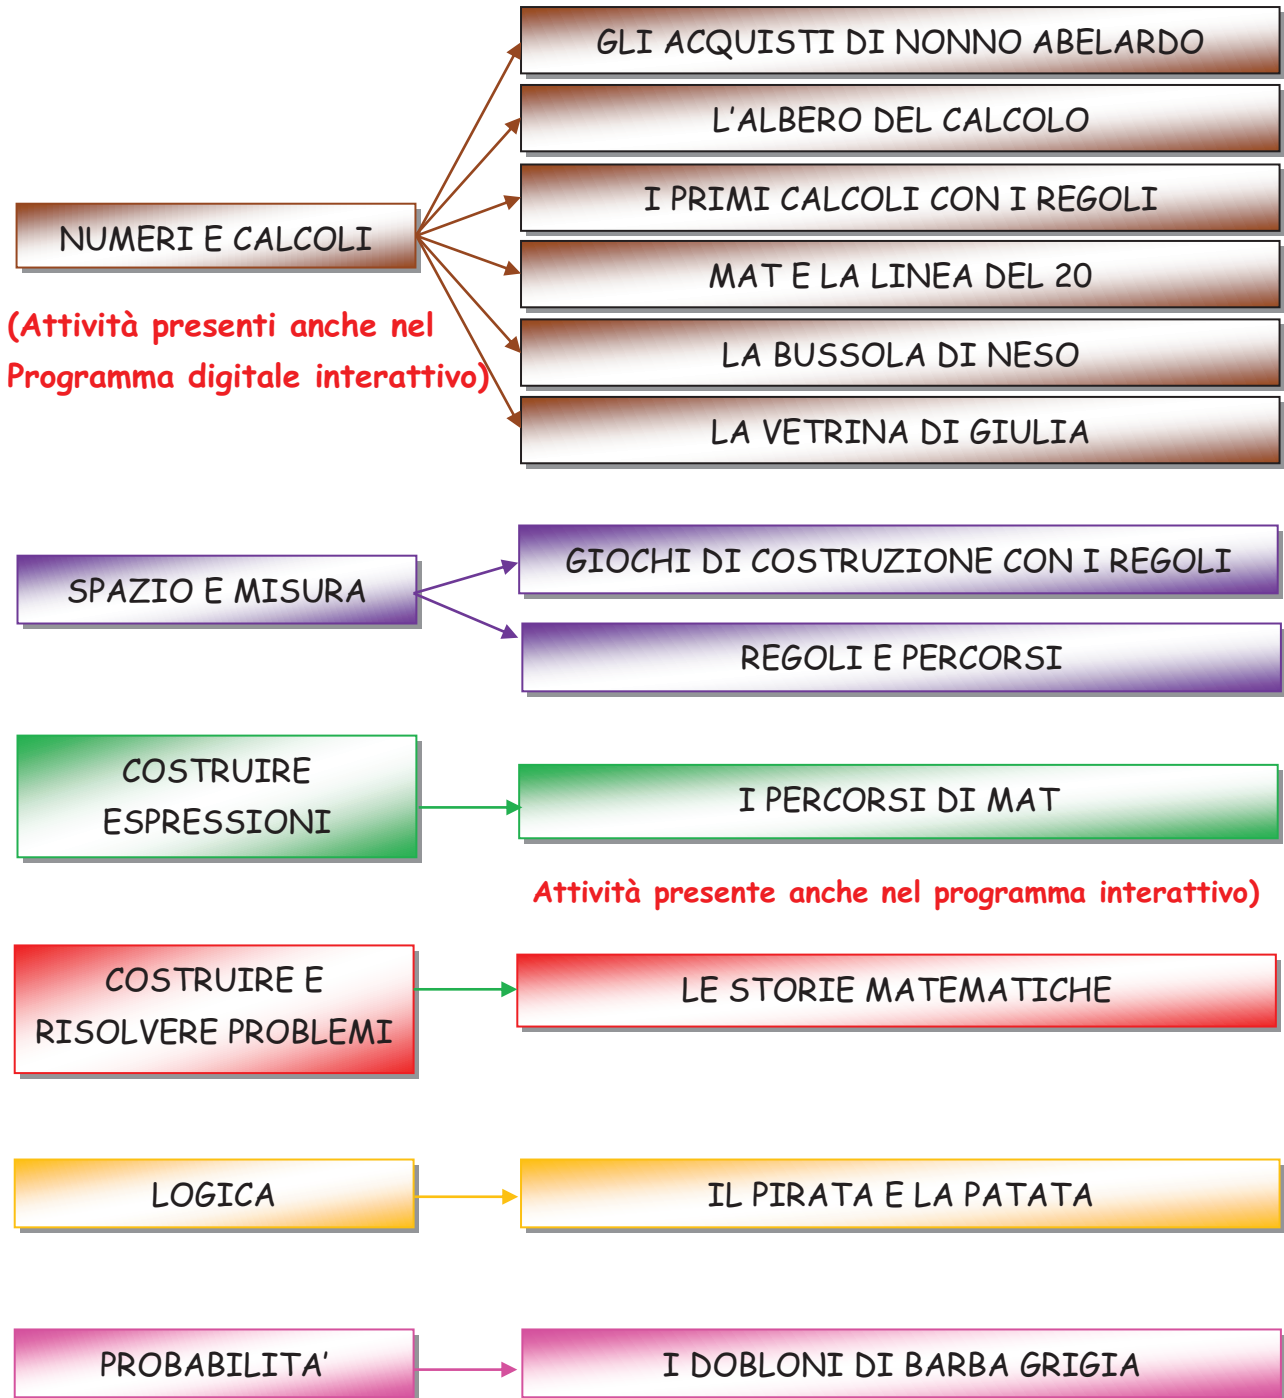 GLI ACQUISTI DI NONNO ABELARDO
L'ALBERO DEL CALCOLO
I PRIMI CALCOLI CON I REGOLI
NUMERI E CALCOLI
MAT E LA LINEA DEL 20
(Attività presenti anche nel
Programma digitale interattivo)
LA BUSSOLA DI NESO
LA VETRINA DI GIULIA
SPAZIO E MISURA
GIOCHI DI COSTRUZIONE CON I REGOLI
REGOLI E PERCORSI
COSTRUIRE
ESPRESSIONI
I PERCORSI DI MAT
Attività presente anche nel programma interattivo)
COSTRUIRE E
RISOLVERE PROBLEMI
LE STORIE MATEMATICHE
LOGICA
IL PIRATA E LA PATATA
PROBABILITA'
I DOBLONI DI BARBA GRIGIA